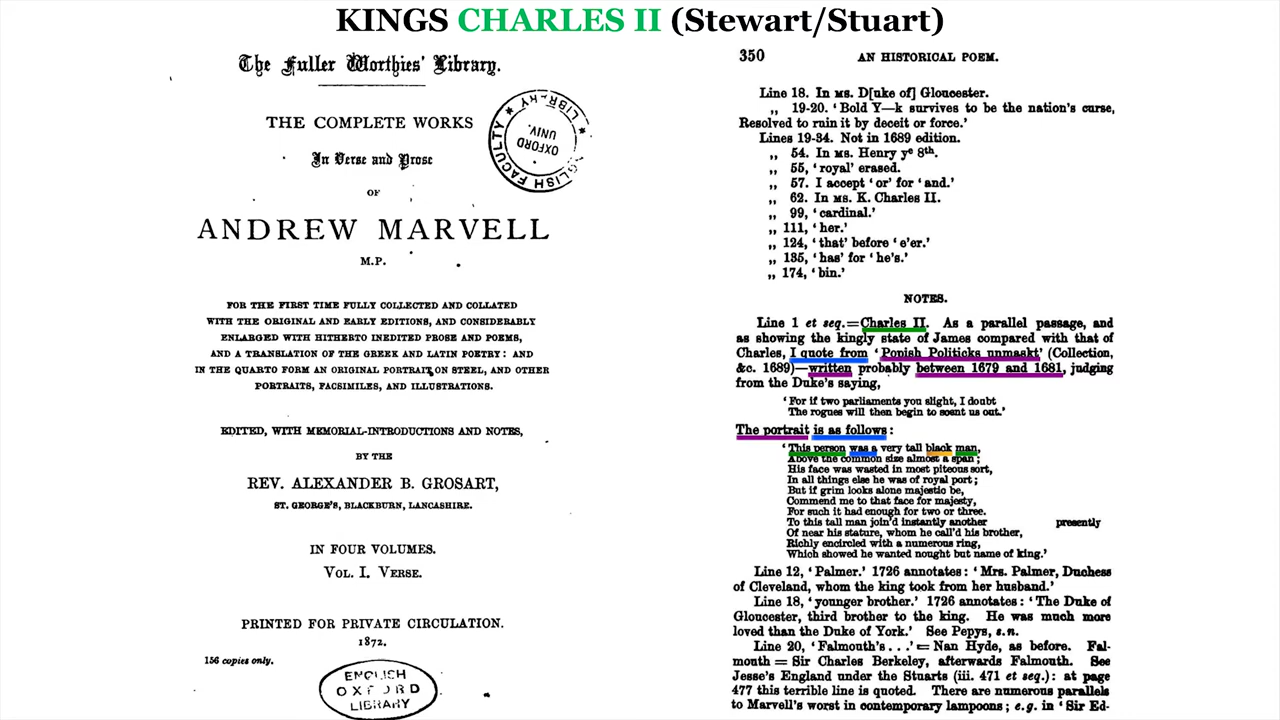 KINGS CHARLES II (Stewart/Stuart)
The Fuller Worthies' Library.
THE COMPLETE WORKS
In Verse and Prose
OF
ANDREW MARVELL
M.P.
FOR THE FIRST TIME FULLY COLLECTED AND COLLATED
WITH THE ORIGINAL AND EARLY EDITIONS, AND CONSIDERABLY
ENLARGED WITH HITHERTO INEDITED PROSE AND POEMS,
AND A TRANSLATION OF THE GREEK AND LATIN POETRY: AND
IN THE QUARTO FORM AN ORIGINAL PORTRAIT ON STEEL, AND OTHER
PORTRAITS, FACSIMILES, AND ILLUSTRATIONS.
EDITED, WITH MEMORIAL-INTRODUCTIONS AND NOTES,
BY THE
REV. ALEXANDER B. GROSART,
ST. GEORGE'S, BLACKBURN, LANCASHIRE.
IN FOUR VOLUMES.
VOL. I. VERSE.
PRINTED FOR PRIVATE CIRCULATION.
1872.
156 copies only.
ENGLISH
OXFORD
LIBRARY
GLISH FACULTY * LIBRARY *
OXFORD
UNIV.
350 AN HISTORICAL POEM.
Line 18. In MS. D[uke of] Gloucester.
„ 19-20. 'Bold Y—k survives to be the nation's curse,
Resolved to ruin it by deceit or force.'
Lines 19-34. Not in 1689 edition.
„ 54. In MS. Henry yᵉ 8ᵗʰ.
„ 55, 'royal' erased.
„ 57. I accept 'or' for 'and.'
„ 62. In MS. K. Charles II.
„ 99, 'cardinal.'
„ 111, 'her.'
„ 124, 'that' before 'e'er.'
„ 135, 'has' for 'he's.'
„ 174, 'bin.'
NOTES.
Line 1 et seq.=Charles II. As a parallel passage, and
as showing the kingly state of James compared with that of
Charles, I quote from 'Popish Politicks unmaskt' (Collection,
&c. 1689)—written probably between 1679 and 1681, judging
from the Duke's saying,
'For if two parliaments you slight, I doubt
The rogues will then begin to scent us out.'
The portrait is as follows:
'This person was a very tall black man,
Above the common size almost a span;
His face was wasted in most piteous sort,
In all things else he was of royal port;
But if grim looks alone majestic be,
Commend me to that face for majesty,
For such it had enough for two or three.
To this tall man join'd instantly another presently
Of near his stature, whom he call'd his brother,
Richly encircled with a numerous ring,
Which showed he wanted nought but name of king.'
Line 12, 'Palmer.' 1726 annotates: 'Mrs. Palmer, Duchess
of Cleveland, whom the king took from her husband.'
Line 18, 'younger brother.' 1726 annotates: 'The Duke of
Gloucester, third brother to the king. He was much more
loved than the Duke of York.' See Pepys, s.n.
Line 20, 'Falmouth's . . .' = Nan Hyde, as before. Fal-
mouth = Sir Charles Berkeley, afterwards Falmouth. See
Jesse's England under the Stuarts (iii. 471 et seq.): at page
477 this terrible line is quoted. There are numerous parallels
to Marvell's worst in contemporary lampoons; e.g. in 'Sir Ed-